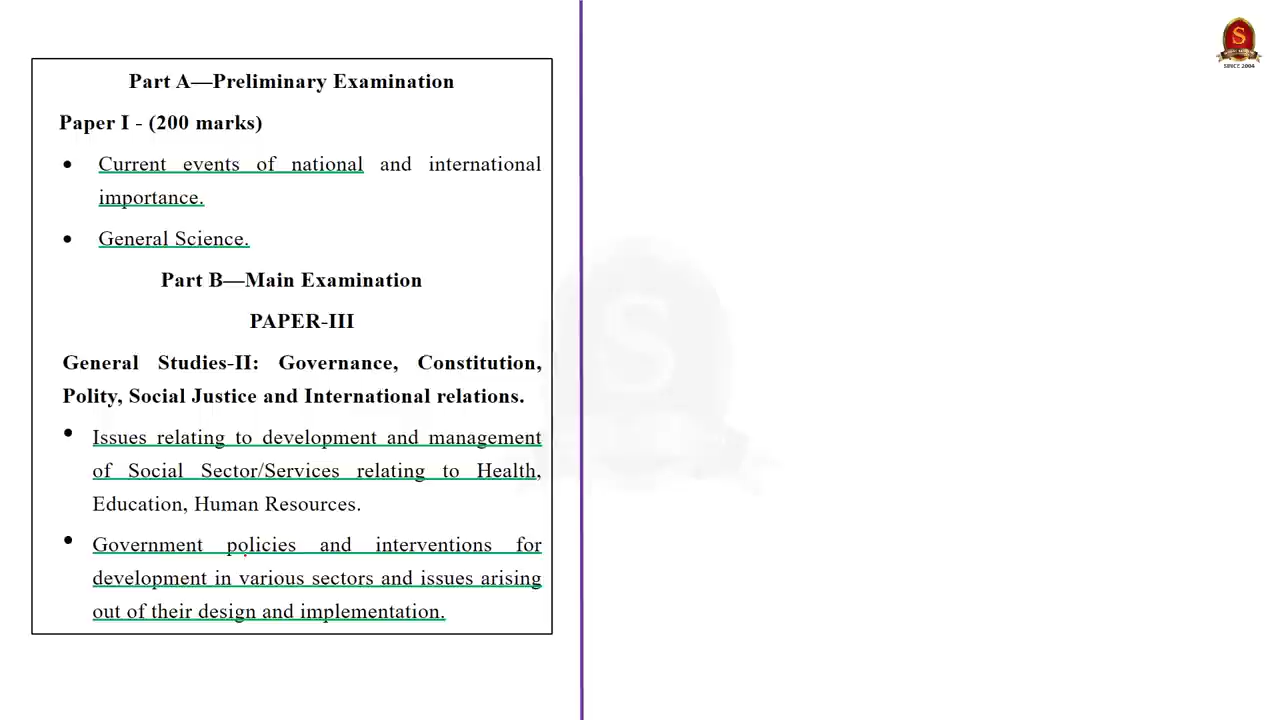 Part A—Preliminary Examination
Paper I - (200 marks)
• Current events of national and international
importance.
• General Science.
Part B—Main Examination
PAPER-III
General Studies-II: Governance, Constitution,
Polity, Social Justice and International relations.
• Issues relating to development and management
of Social Sector/Services relating to Health,
Education, Human Resources.
• Government policies and interventions for
development in various sectors and issues arising
out of their design and implementation.
S
SINCE 2004